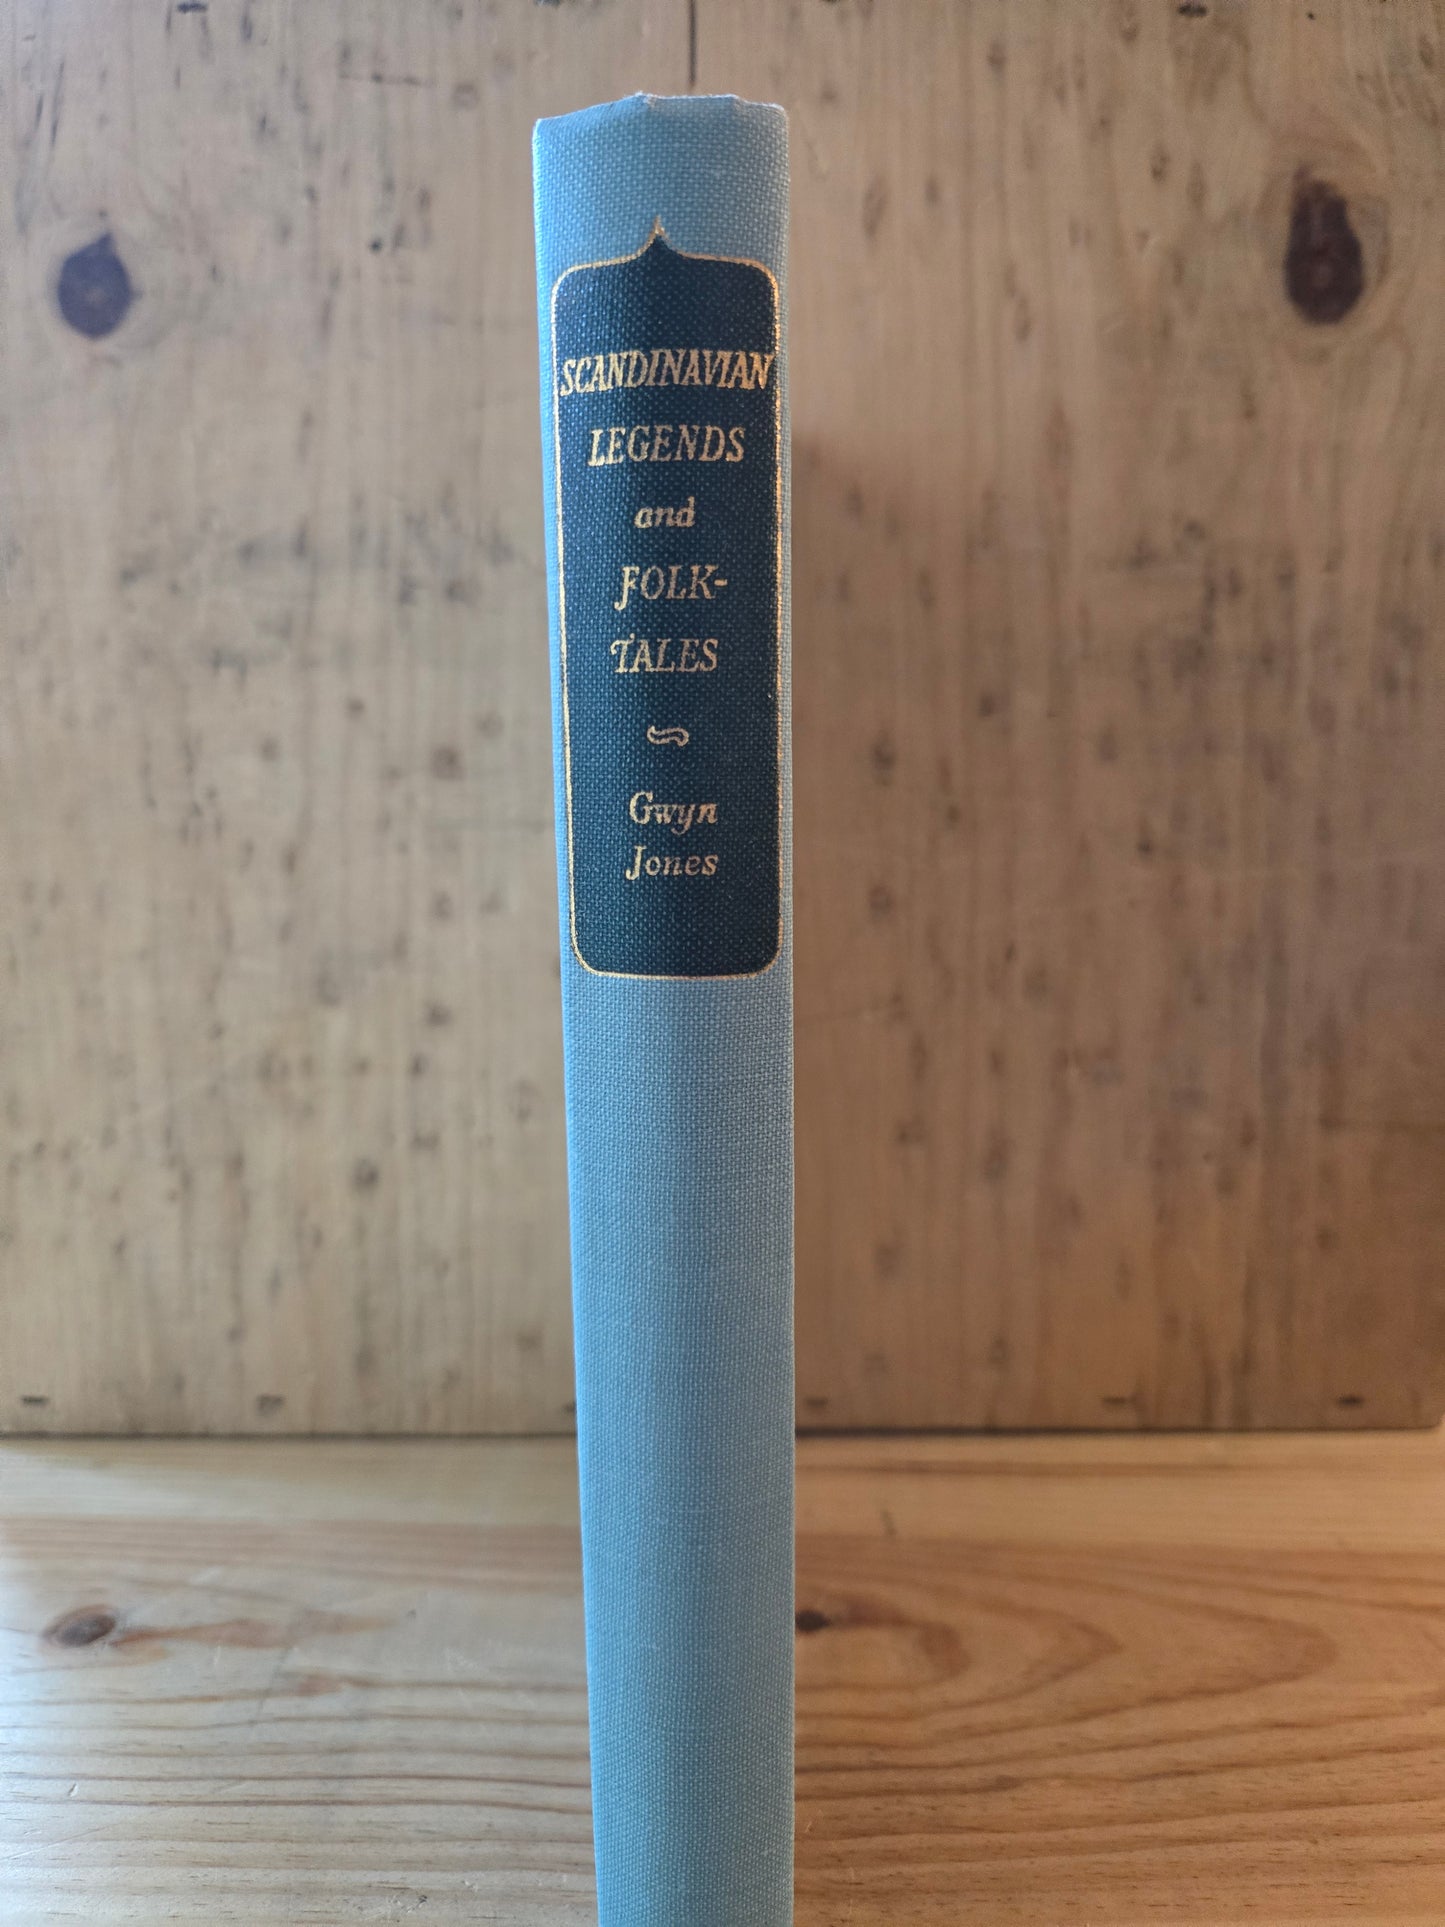 SCANDINAVIAN
LEGENDS
and
FOLK-
TALES
Gwyn
Jones